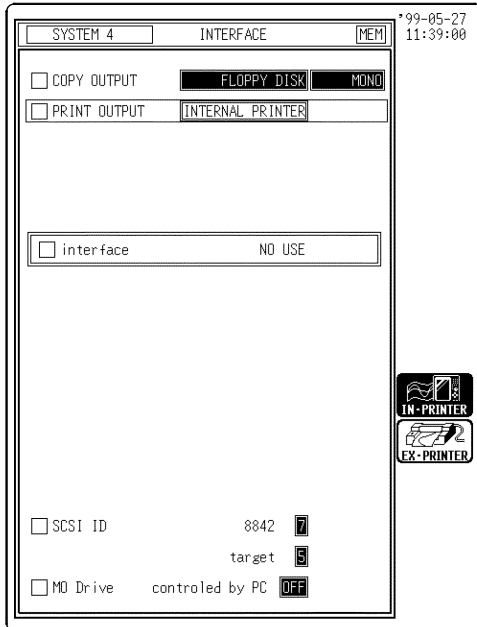 '99-05-27
SYSTEM 4 INTERFACE MEM 11:39:00
COPY OUTPUT FLOPPY DISK MONO
PRINT OUTPUT INTERNAL PRINTER
interface NO USE
IN-PRINTER
EX-PRINTER
SCSI ID 8842 7
target 5
MO Drive controled by PC OFF